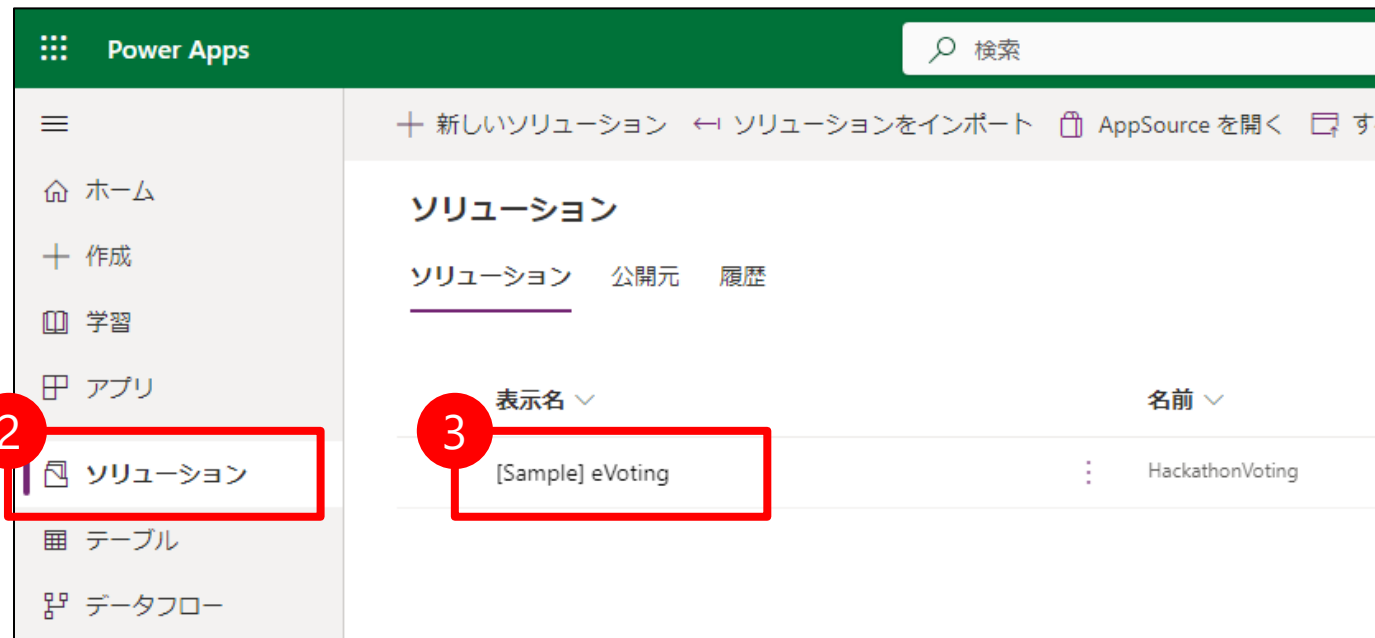 Power Apps
検索
+ 新しいソリューション ← ソリューションをインポート AppSource を開く す
ホーム
作成
学習
アプリ
2
ソリューション
テーブル
データフロー
ソリューション
ソリューション 公開元 履歴
表示名 名前
3
[Sample] eVoting HackathonVoting